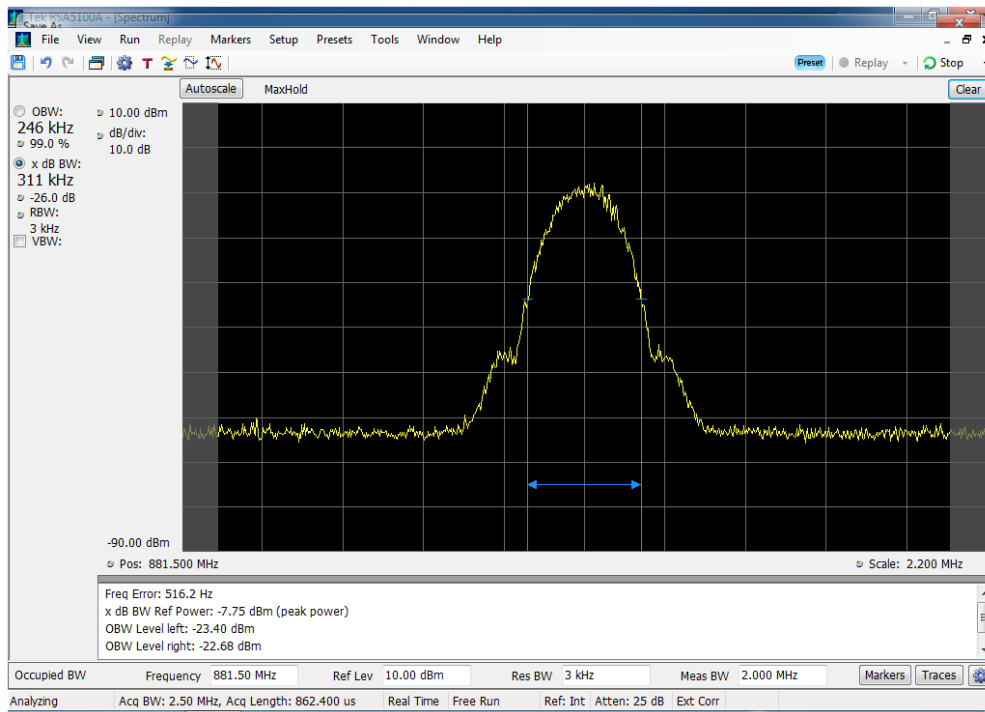 Tek RSA5100A - [Spectrum]
Save As
File View Run Replay Markers Setup Presets Tools Window Help
T Preset Replay Stop
Autoscale MaxHold Clear
OBW:
246 kHz
99.0 %
x dB BW:
311 kHz
-26.0 dB
RBW:
3 kHz
VBW:
10.00 dBm
dB/div:
10.0 dB
-90.00 dBm
Pos: 881.500 MHz Scale: 2.200 MHz
Freq Error: 516.2 Hz
x dB BW Ref Power: -7.75 dBm (peak power)
OBW Level left: -23.40 dBm
OBW Level right: -22.68 dBm
Occupied BW Frequency 881.50 MHz Ref Lev 10.00 dBm Res BW 3 kHz Meas BW 2.000 MHz Markers Traces
Analyzing Acq BW: 2.50 MHz, Acq Length: 862.400 us Real Time Free Run Ref: Int Atten: 25 dB Ext Corr